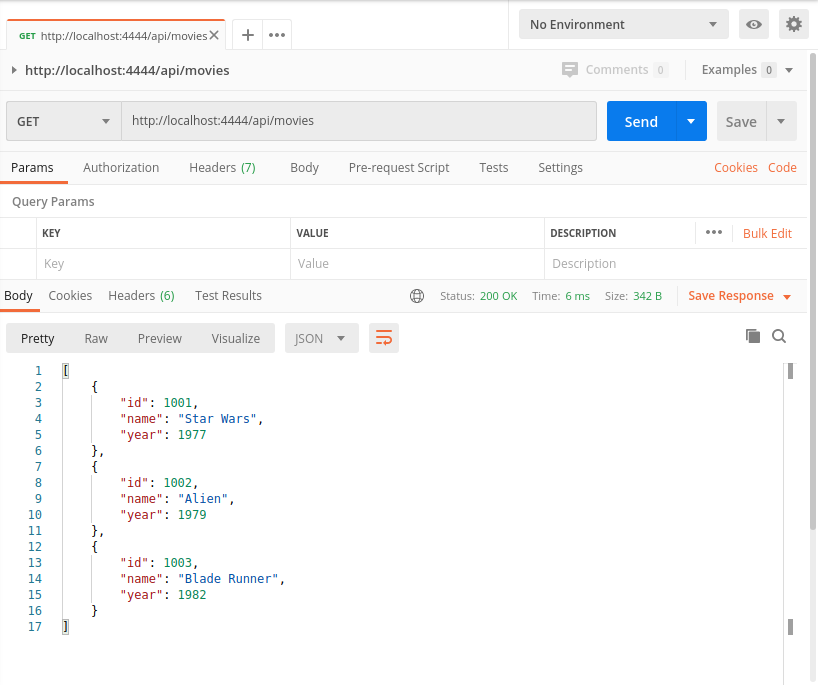 GET http://localhost:4444/api/movies
No Environment
http://localhost:4444/api/movies
Comments 0 Examples 0
GET http://localhost:4444/api/movies Send Save
Params Authorization Headers (7) Body Pre-request Script Tests Settings Cookies Code
Query Params
KEY VALUE DESCRIPTION Bulk Edit
Key Value Description
Body Cookies Headers (6) Test Results Status: 200 OK Time: 6 ms Size: 342 B Save Response
Pretty Raw Preview Visualize JSON
1 [
2 {
3 "id": 1001,
4 "name": "Star Wars",
5 "year": 1977
6 },
7 {
8 "id": 1002,
9 "name": "Alien",
10 "year": 1979
11 },
12 {
13 "id": 1003,
14 "name": "Blade Runner",
15 "year": 1982
16 }
17 ]